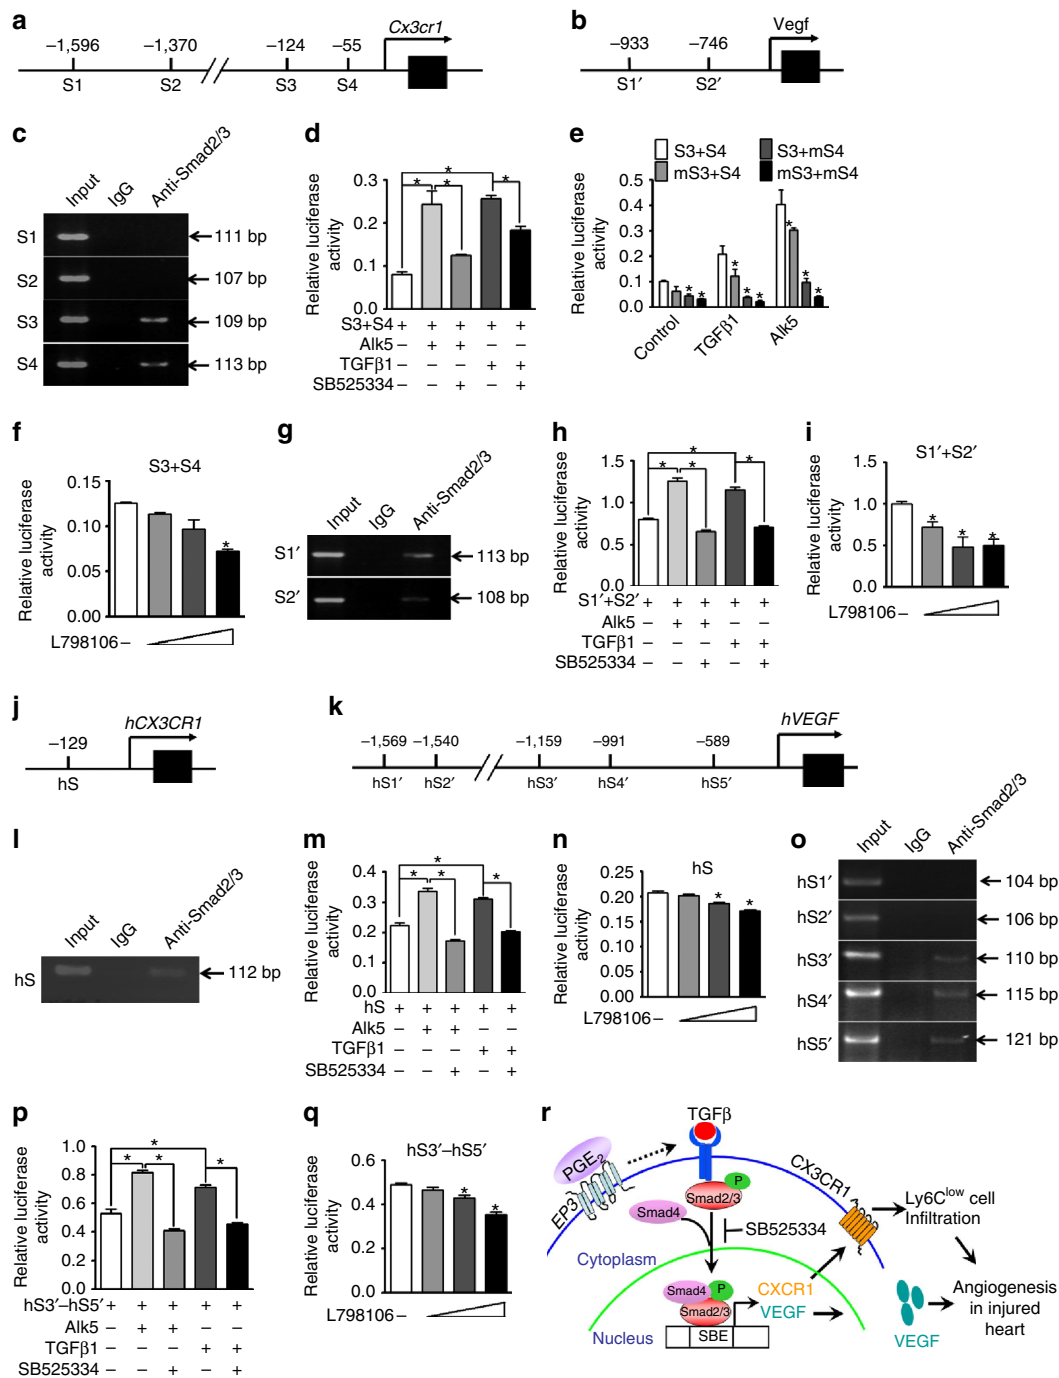 a
–1,596
–1,370
–124
–55
Cx3cr1
S1
S2
S3
S4
b
–933
–746
Vegf
S1′
S2′
c
Input
IgG
Anti-Smad2/3
S1
111 bp
S2
107 bp
S3
109 bp
S4
113 bp
d
Relative luciferase activity
0.3
0.2
0.1
0.0
* * * *
S3+S4 + + + + +
Alk5 – + + – –
TGFβ1 – – – + +
SB525334 – – + – +
e
S3+S4
mS3+S4
S3+mS4
mS3+mS4
Relative luciferase activity
0.5
0.4
0.3
0.2
0.1
0.0
* * * * * * * *
Control
TGFβ1
Alk5
f
S3+S4
Relative luciferase activity
0.15
0.10
0.05
0.00
*
L798106 –
g
Input
IgG
Anti-Smad2/3
S1′
113 bp
S2′
108 bp
h
Relative luciferase activity
1.5
1.0
0.5
0.0
* * * *
S1′+S2′ + + + + +
Alk5 – + + – –
TGFβ1 – – – + +
SB525334 – – + – +
i
S1′+S2′
Relative luciferase activity
1.5
1.0
0.5
0.0
* * *
L798106 –
j
–129
hCX3CR1
hS
k
–1,569
–1,540
–1,159
–991
–589
hVEGF
hS1′
hS2′
hS3′
hS4′
hS5′
l
Input
IgG
Anti-Smad2/3
hS
112 bp
m
Relative luciferase activity
0.4
0.3
0.2
0.1
0.0
* * * *
hS + + + + +
Alk5 – + + – –
TGFβ1 – – – + +
SB525334 – – + – +
n
hS
Relative luciferase activity
0.25
0.20
0.15
0.10
0.05
0.00
* *
L798106 –
o
Input
IgG
Anti-Smad2/3
hS1′
104 bp
hS2′
106 bp
hS3′
110 bp
hS4′
115 bp
hS5′
121 bp
p
Relative luciferase activity
1.0
0.8
0.6
0.4
0.2
0.0
* * * *
hS3′–hS5′ + + + + +
Alk5 – + + – –
TGFβ1 – – – + +
SB525334 – – + – +
q
hS3′–hS5′
Relative luciferase activity
0.6
0.4
0.2
0.0
* *
L798106 –
r
TGFβ
PGE2
EP3
CX3CR1
P
Smad2/3
Smad4
SB525334
Ly6Clow cell
Infiltration
Cytoplasm
Smad4
P
Smad2/3
CXCR1
VEGF
SBE
Nucleus
VEGF
Angiogenesis
in injured
heart